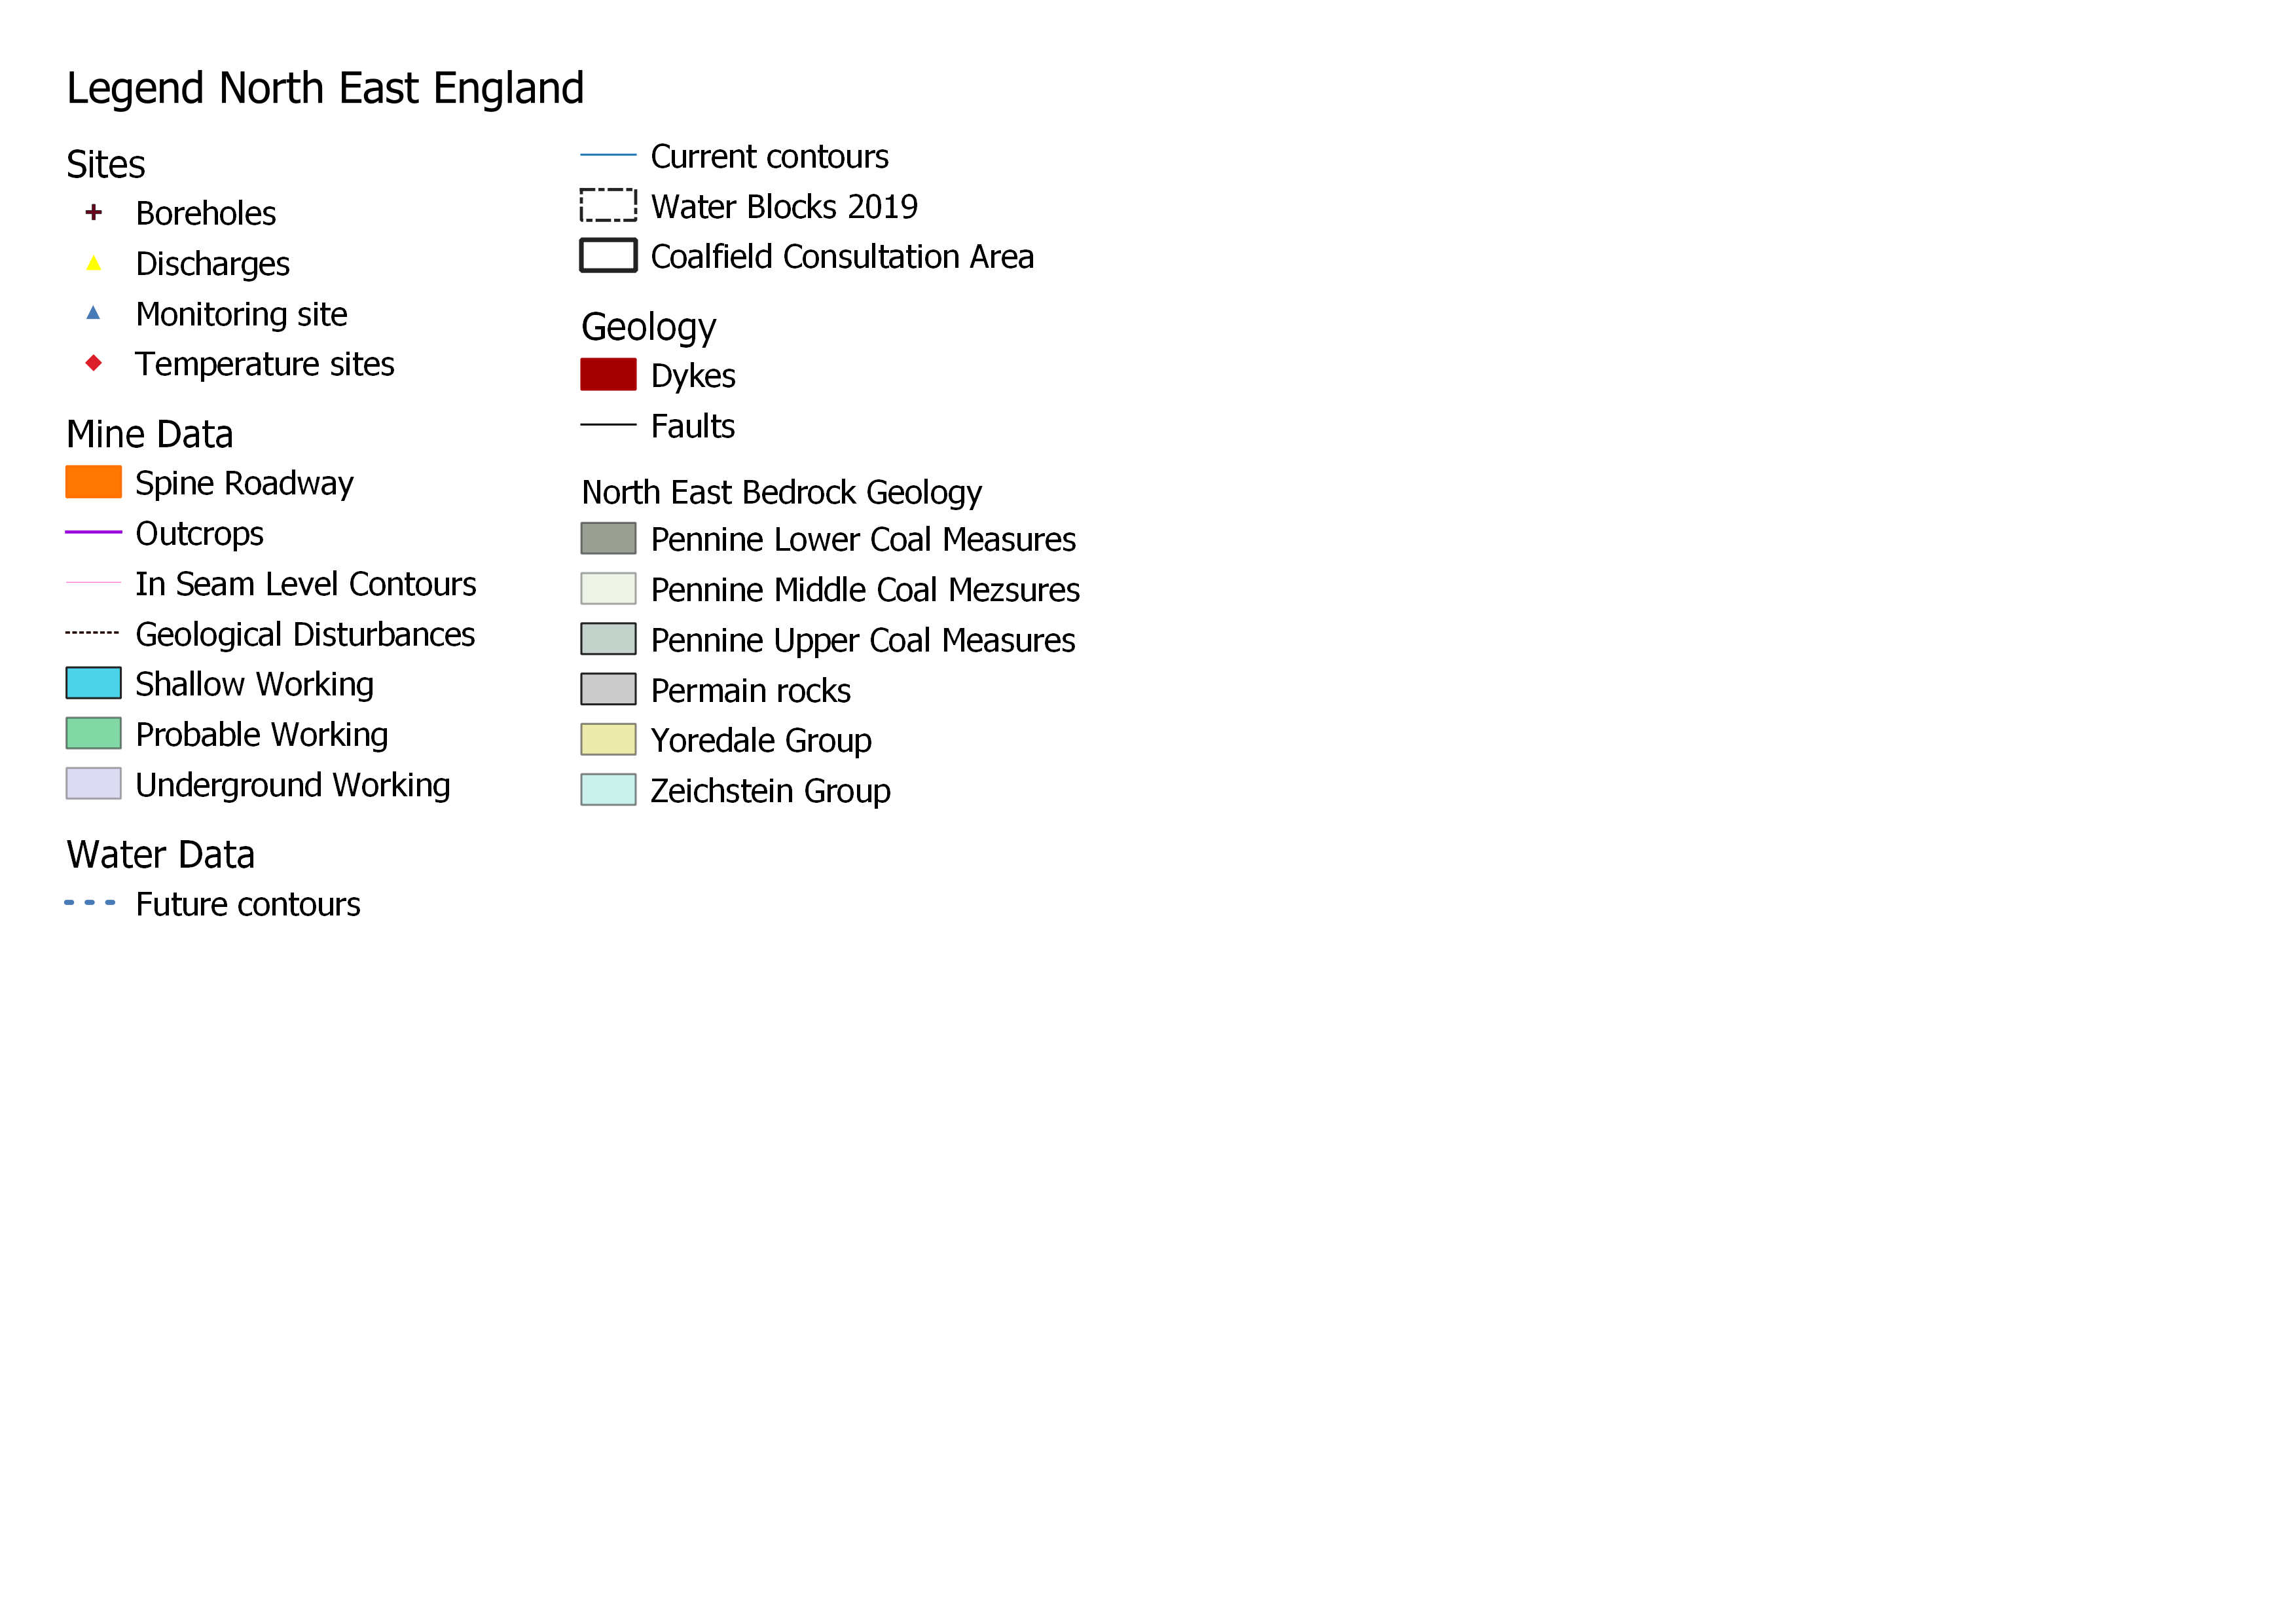 Legend North East England
Sites
Boreholes
Discharges
Monitoring site
Temperature sites
Mine Data
Spine Roadway
Outcrops
In Seam Level Contours
Geological Disturbances
Shallow Working
Probable Working
Underground Working
Water Data
Future contours
Current contours
Water Blocks 2019
Coalfield Consultation Area
Geology
Dykes
Faults
North East Bedrock Geology
Pennine Lower Coal Measures
Pennine Middle Coal Mezsures
Pennine Upper Coal Measures
Permain rocks
Yoredale Group
Zeichstein Group